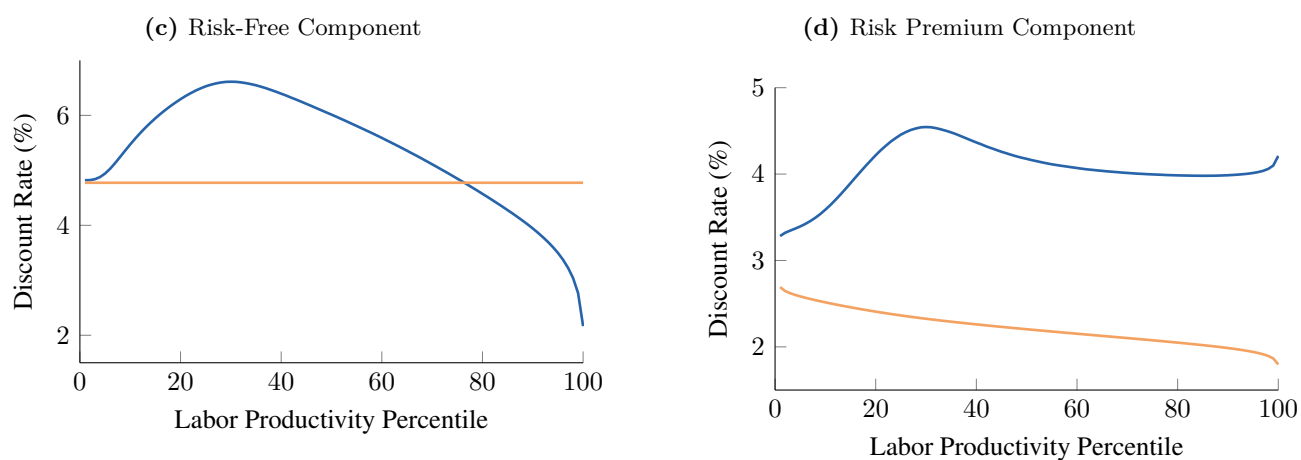 (c) Risk-Free Component
6
4
2
Discount Rate (%)
0 20 40 60 80 100
Labor Productivity Percentile
(d) Risk Premium Component
5
4
3
2
Discount Rate (%)
0 20 40 60 80 100
Labor Productivity Percentile